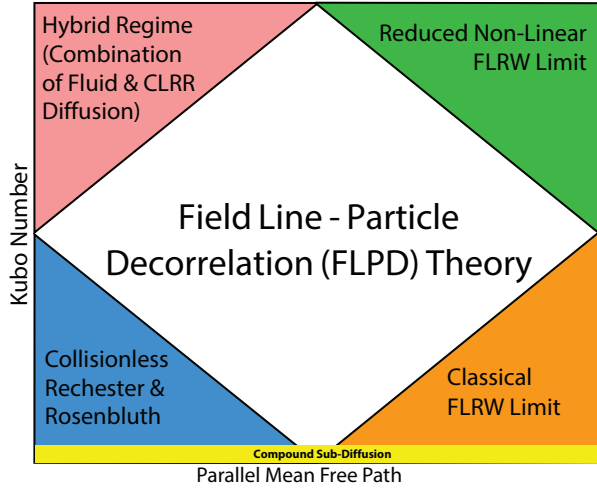 Hybrid Regime
(Combination
of Fluid & CLRR
Diffusion)
Reduced Non-Linear
FLRW Limit
Kubo Number
Field Line - Particle
Decorrelation (FLPD) Theory
Collisionless
Rechester &
Rosenbluth
Classical
FLRW Limit
Compound Sub-Diffusion
Parallel Mean Free Path